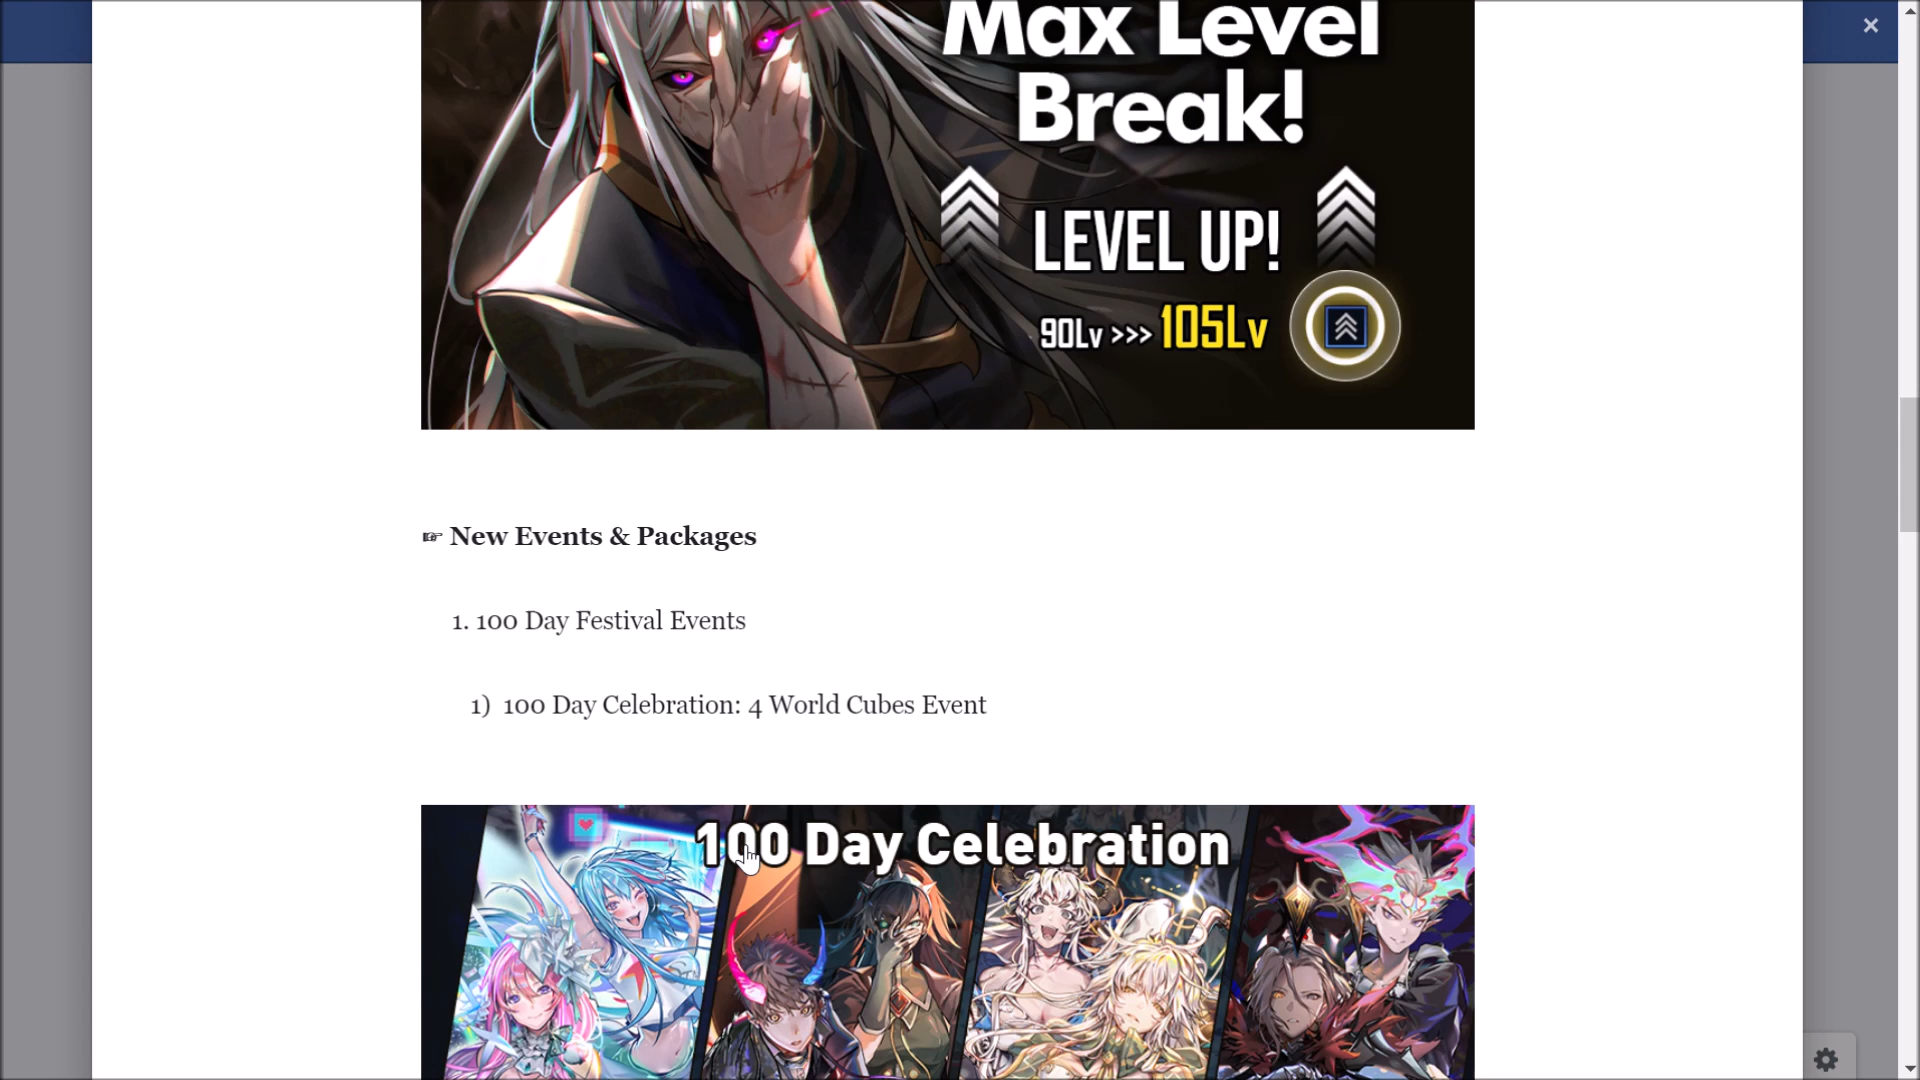 Max Level
Break!
LEVEL UP!
90Lv >>> 105Lv
☞ New Events & Packages
1. 100 Day Festival Events
1) 100 Day Celebration: 4 World Cubes Event
100 Day Celebration